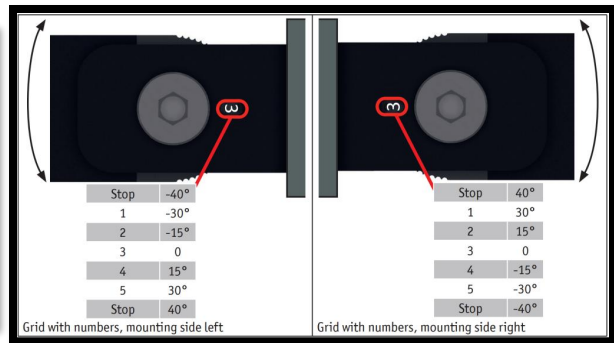 3
Stop -40°
1 -30°
2 -15°
3 0
4 15°
5 30°
Stop 40°
Grid with numbers, mounting side left
3
Stop 40°
1 30°
2 15°
3 0
4 -15°
5 -30°
Stop -40°
Grid with numbers, mounting side right